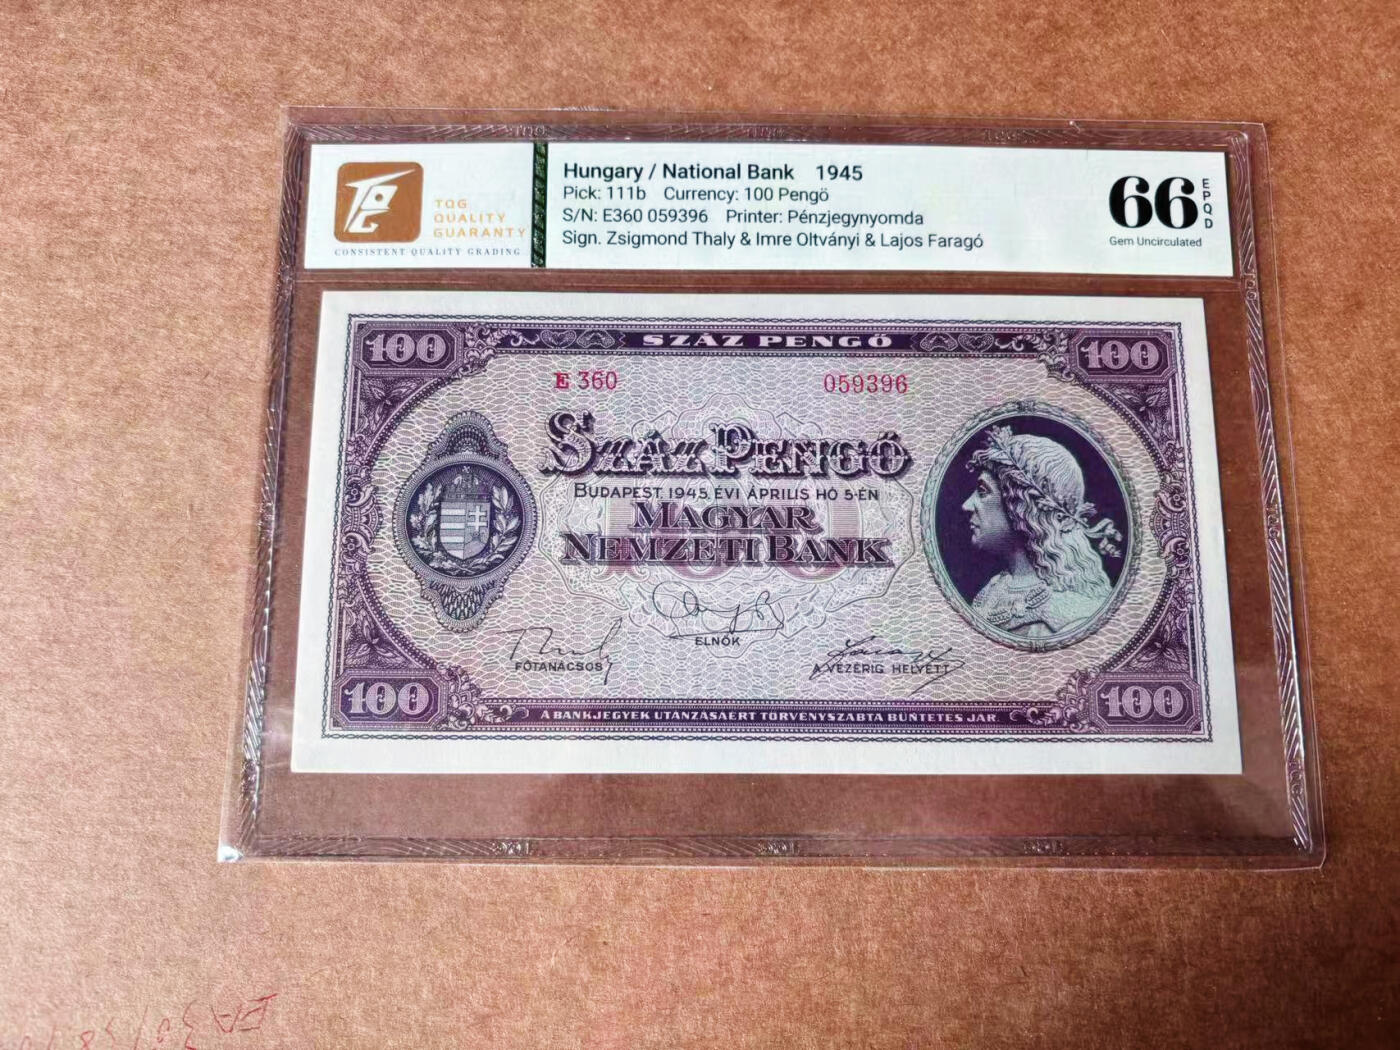 TQG
QUALITY
GUARANTY
CONSISTENT QUALITY GRADING
Hungary / National Bank 1945
Pick: 111b Currency: 100 Pengö
S/N: E360 059396 Printer: Pénzjegynyomda
Sign. Zsigmond Thaly & Imre Oltványi & Lajos Faragó
66
EPQD
Gem Uncirculated
100 SZÁZ PENGŐ 100
E 360 059396
SZÁZ PENGŐ
BUDAPEST, 1945. ÉVI ÁPRILIS HÓ 5-ÉN
MAGYAR
NEMZETI BANK
100
ELNÖK
FŐTANÁCSOS
A VEZÉRIG. HELYETT
100 A BANKJEGYEK UTÁNZÁSÁÉRT TÖRVÉNYSZABTA BÜNTETÉS JÁR. 100